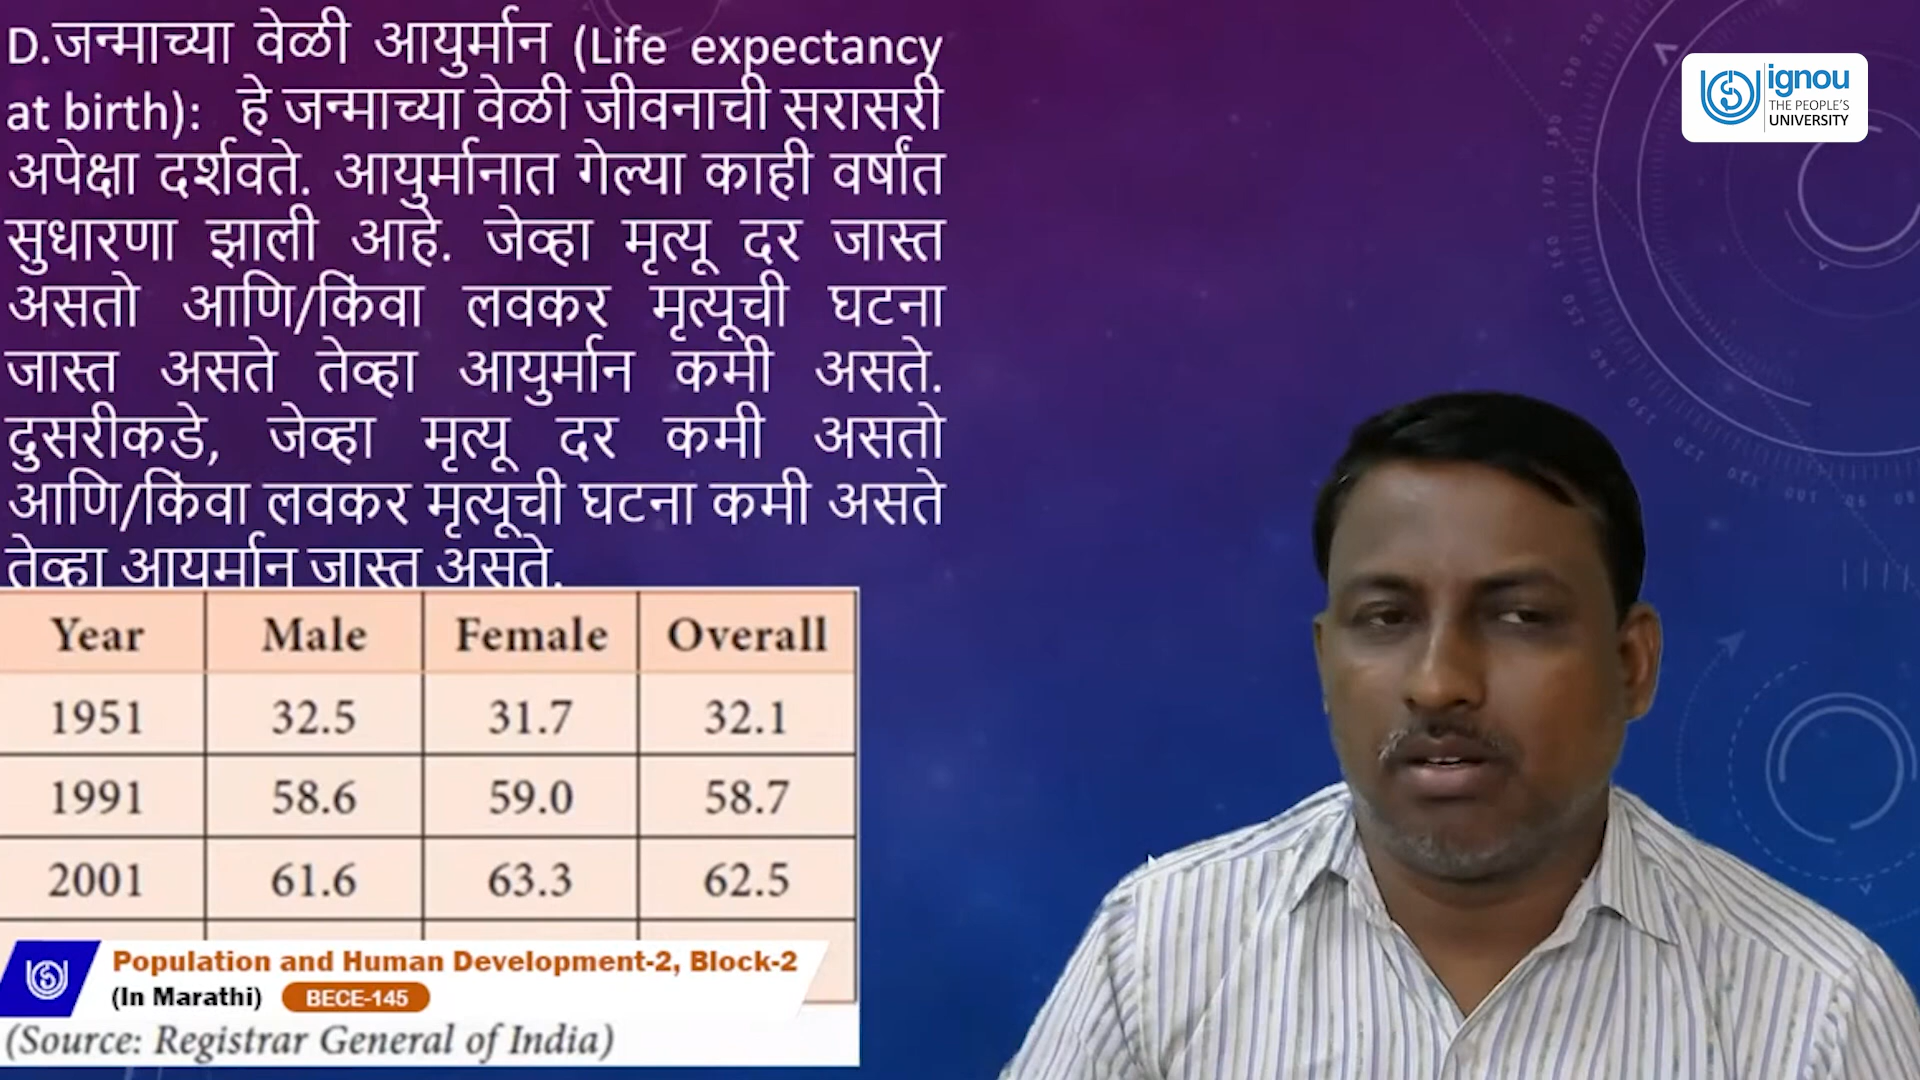 D.जन्माच्या वेळी आयुर्मान (Life expectancy
at birth): हे जन्माच्या वेळी जीवनाची सरासरी
अपेक्षा दर्शवते. आयुर्मानात गेल्या काही वर्षांत
सुधारणा झाली आहे. जेव्हा मृत्यू दर जास्त
असतो आणि/किंवा लवकर मृत्यूची घटना
जास्त असते तेव्हा आयुर्मान कमी असते.
दुसरीकडे, जेव्हा मृत्यू दर कमी असतो
आणि/किंवा लवकर मृत्यूची घटना कमी असते
तेव्हा आयुर्मान जास्त असते.
Year Male Female Overall
1951 32.5 31.7 32.1
1991 58.6 59.0 58.7
2001 61.6 63.3 62.5
Population and Human Development-2, Block-2
(In Marathi) BECE-145
(Source: Registrar General of India)
ignou
THE PEOPLE'S
UNIVERSITY